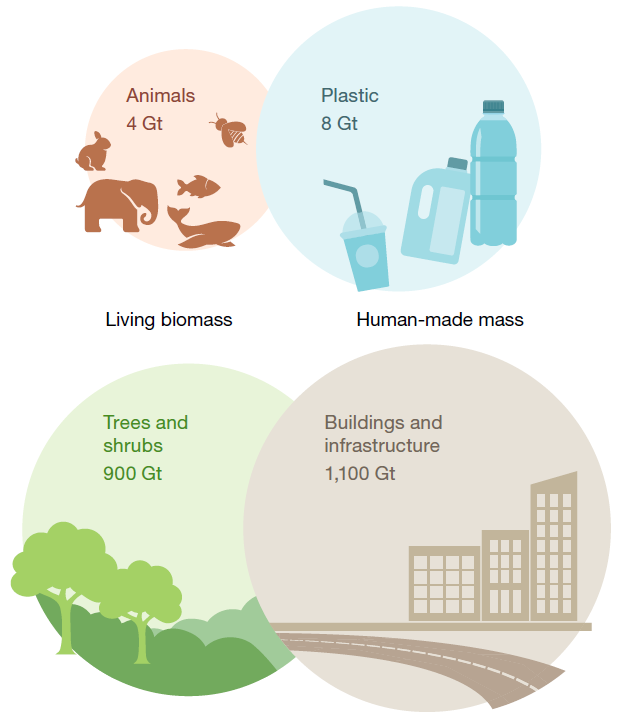 Animals
4 Gt
Plastic
8 Gt
Living biomass
Human-made mass
Trees and
shrubs
900 Gt
Buildings and
infrastructure
1,100 Gt